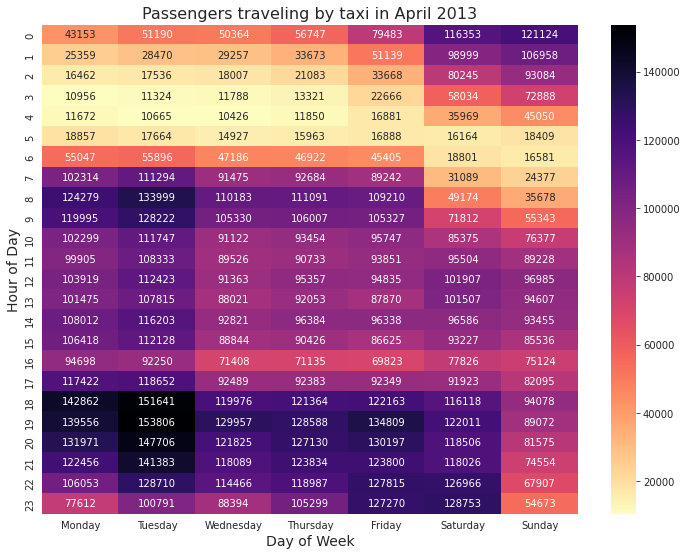 Passengers traveling by taxi in April 2013
0 43153 51190 50364 56747 79483 116353 121124
1 25359 28470 29257 33673 51139 98999 106958
2 16462 17536 18007 21083 33668 80245 93084
3 10956 11324 11788 13321 22666 58034 72888
4 11672 10665 10426 11850 16881 35969 45050
5 18857 17664 14927 15963 16888 16164 18409
6 55047 55896 47186 46922 45405 18801 16581
7 102314 111294 91475 92684 89242 31089 24377
8 124279 133999 110183 111091 109210 49174 35678
9 119995 128222 105330 106007 105327 71812 55343
10 102299 111747 91122 93454 95747 85375 76377
11 99905 108333 89526 90733 93851 95504 89228
12 103919 112423 91363 95357 94835 101907 96985
13 101475 107815 88021 92053 87870 101507 94607
14 108012 116203 92821 96384 96338 96586 93455
15 106418 112128 88844 90426 86625 93227 85536
16 94698 92250 71408 71135 69823 77826 75124
17 117422 118652 92489 92383 92349 91923 82095
18 142862 151641 119976 121364 122163 116118 94078
19 139556 153806 129957 128588 134809 122011 89072
20 131971 147706 121825 127130 130197 118506 81575
21 122456 141383 118089 123834 123800 118026 74554
22 106053 128710 114466 118987 127815 126966 67907
23 77612 100791 88394 105299 127270 128753 54673
Monday Tuesday Wednesday Thursday Friday Saturday Sunday
Day of Week
Hour of Day
140000
120000
100000
80000
60000
40000
20000